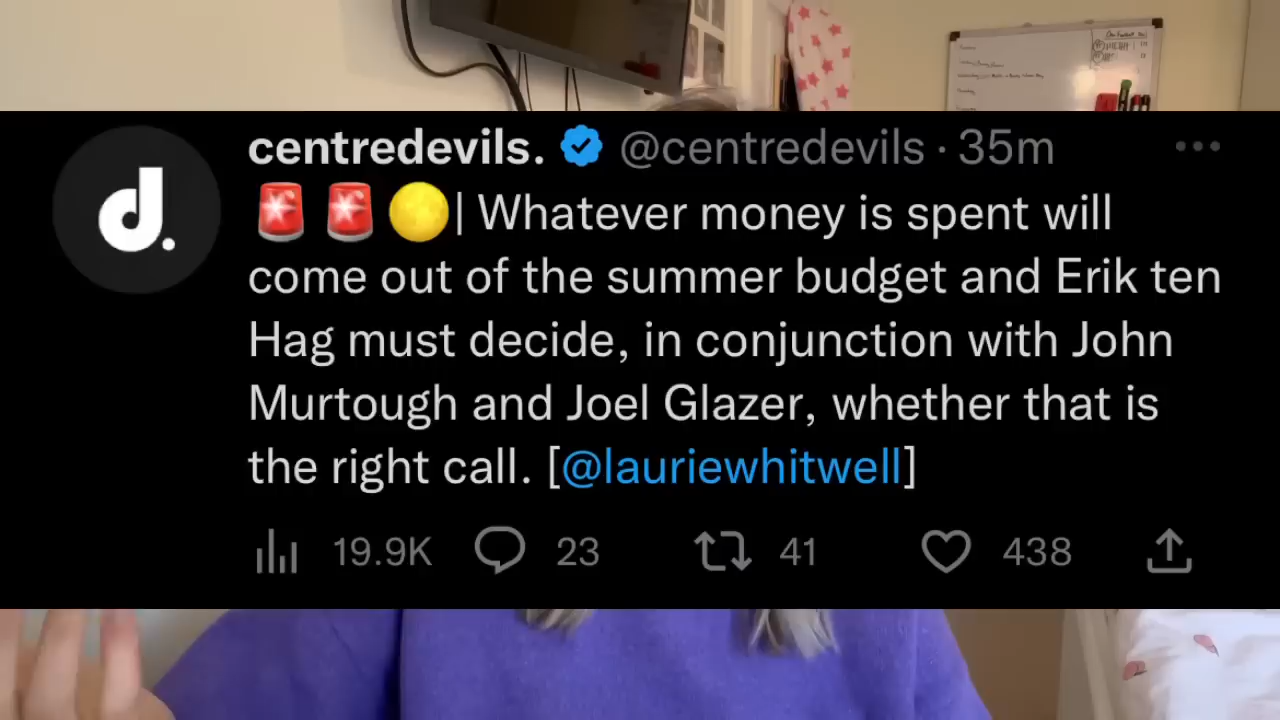 centredevils. @centredevils · 35m
🚨 🚨 🌕| Whatever money is spent will
come out of the summer budget and Erik ten
Hag must decide, in conjunction with John
Murtough and Joel Glazer, whether that is
the right call. [@lauriewhitwell]
19.9K 23 41 438
d.